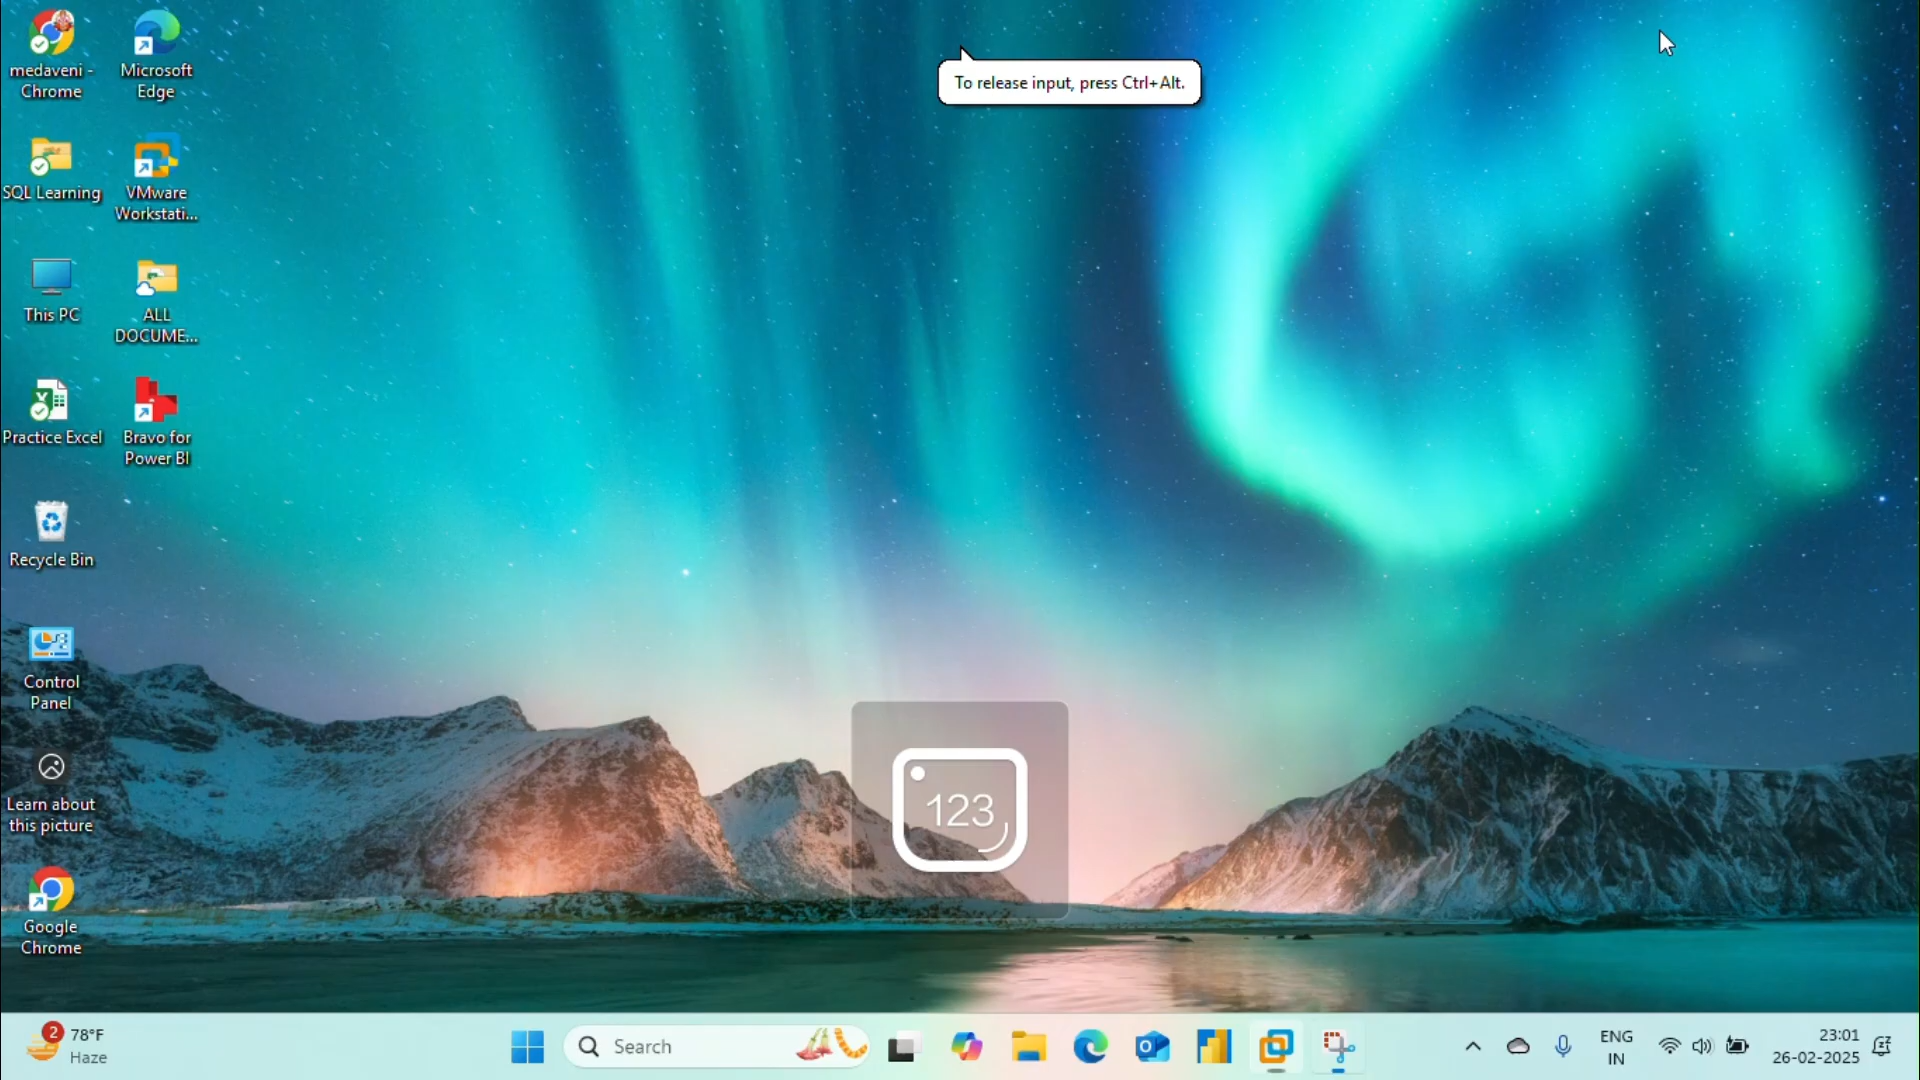 medaveni -
Chrome
Microsoft
Edge
To release input, press Ctrl+Alt.
SQL Learning
VMware
Workstati...
This PC
ALL
DOCUME...
Practice Excel
Bravo for
Power BI
Recycle Bin
Control
Panel
Learn about
this picture
Google
Chrome
123
2
78°F
Haze
Search
ENG
IN
23:01
26-02-2025